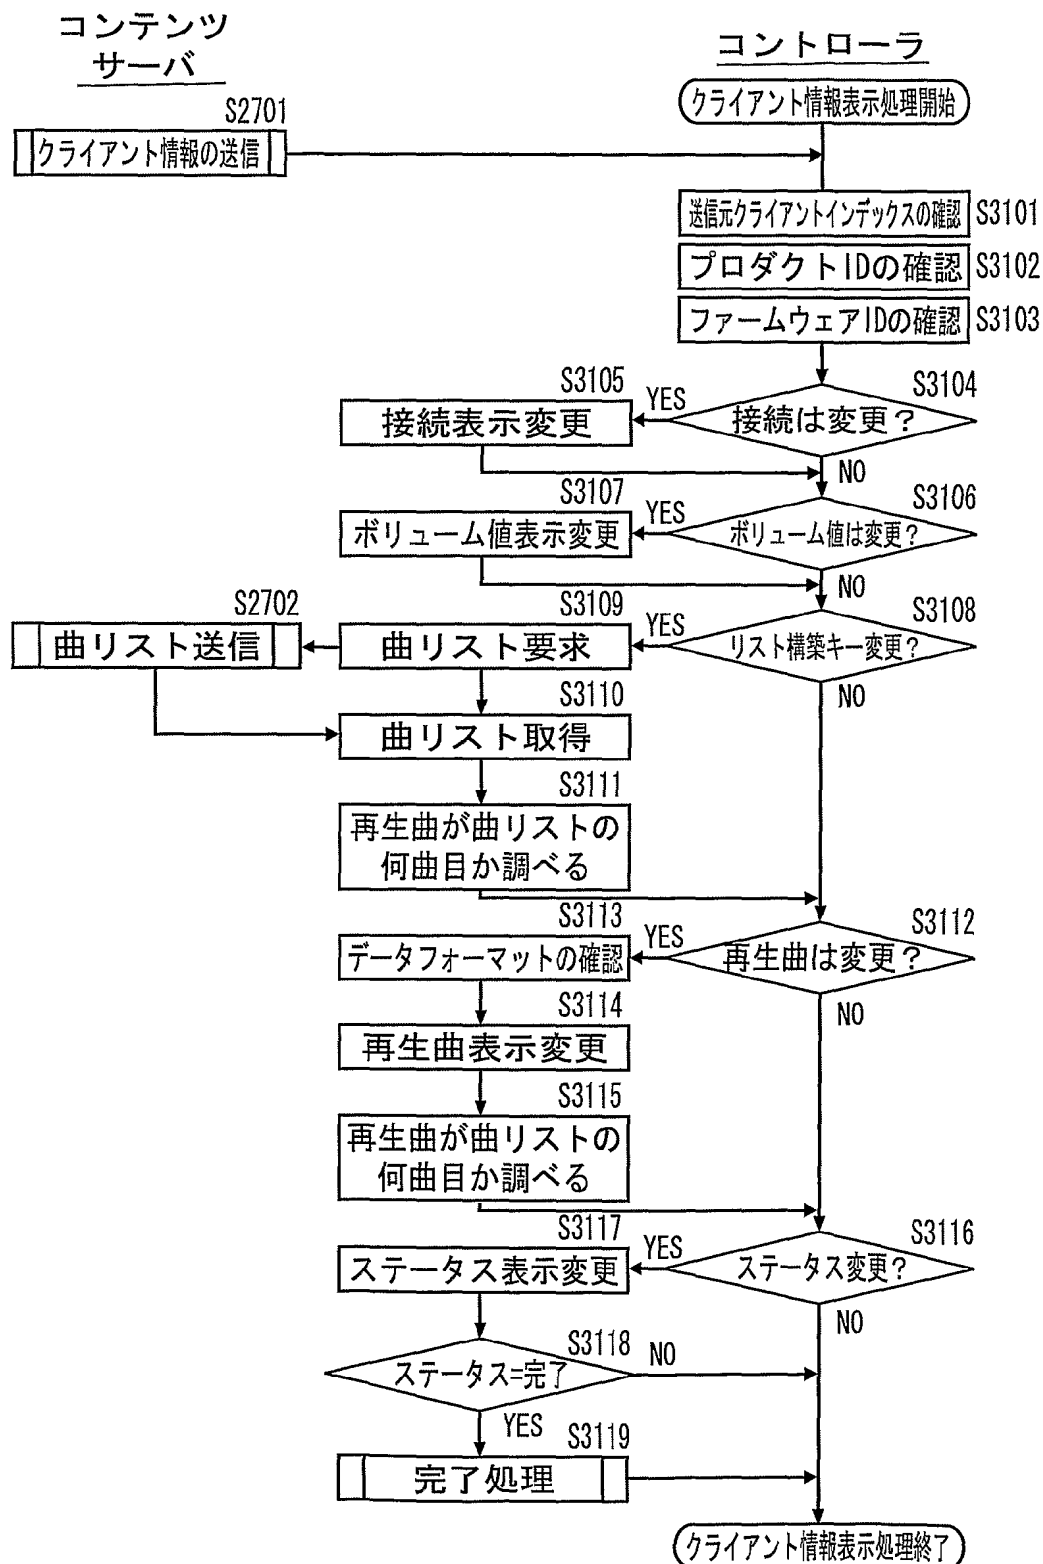 コンテンツ
サーバ
コントローラ
クライアント情報表示処理開始
S2701
クライアント情報の送信
送信元クライアントインデックスの確認 S3101
プロダクトIDの確認 S3102
ファームウェアIDの確認 S3103
S3105
YES
S3104
接続表示変更
接続は変更?
NO
S3107
YES
S3106
ボリューム値表示変更
ボリューム値は変更?
NO
S2702
S3109
YES
S3108
曲リスト送信
曲リスト要求
リスト構築キー変更?
NO
S3110
曲リスト取得
S3111
再生曲が曲リストの
何曲目か調べる
S3113
YES
S3112
データフォーマットの確認
再生曲は変更?
NO
S3114
再生曲表示変更
S3115
再生曲が曲リストの
何曲目か調べる
S3117
YES
S3116
ステータス表示変更
ステータス変更?
NO
S3118
NO
ステータス=完了
YES
S3119
完了処理
クライアント情報表示処理終了